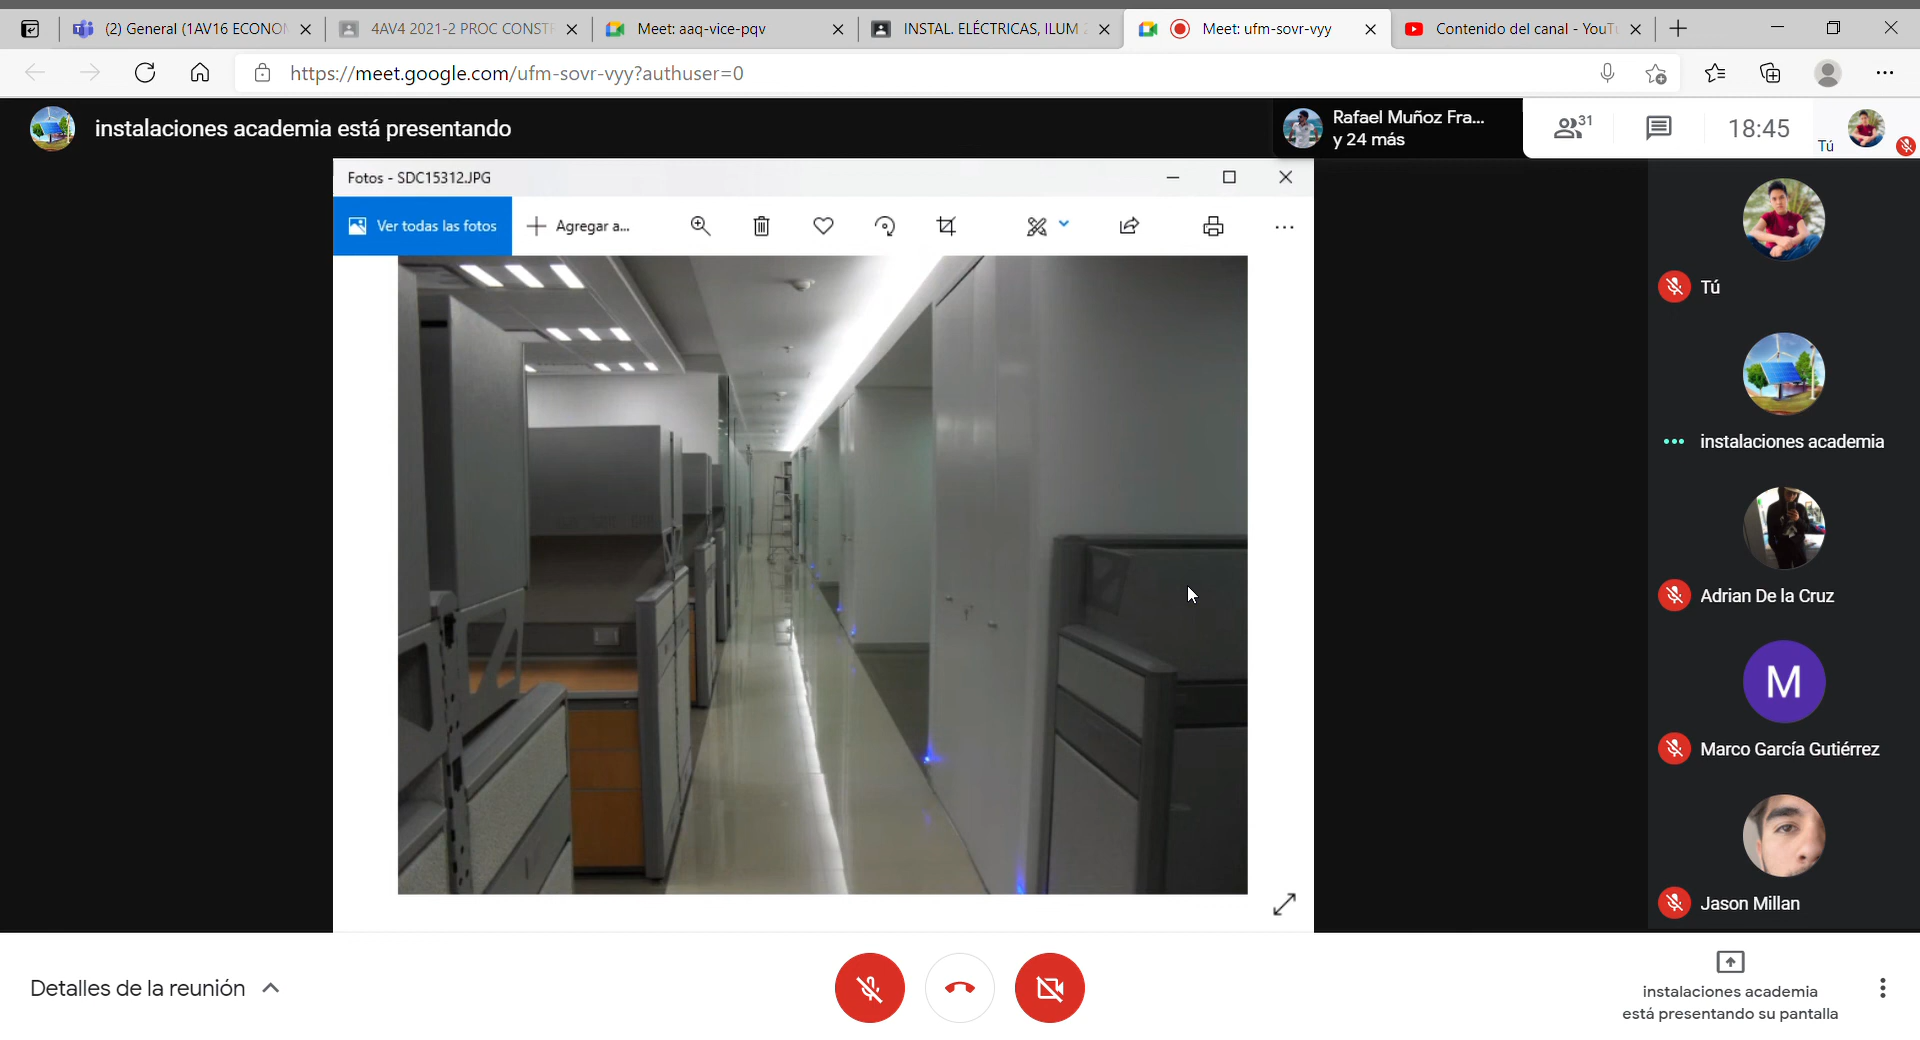 (2) General (1AV16 ECONO
4AV4 2021-2 PROC CONST
Meet: aaq-vice-pqv
INSTAL. ELÉCTRICAS, ILUM
Meet: ufm-sovr-vyy
Contenido del canal - YouT
https://meet.google.com/ufm-sovr-vyy?authuser=0
instalaciones academia está presentando
Rafael Muñoz Fra...
y 24 más
31
18:45
Tú
Fotos - SDC15312.JPG
Ver todas las fotos
Agregar a...
Tú
instalaciones academia
Adrian De la Cruz
M
Marco García Gutiérrez
Jason Millan
Detalles de la reunión
instalaciones academia
está presentando su pantalla